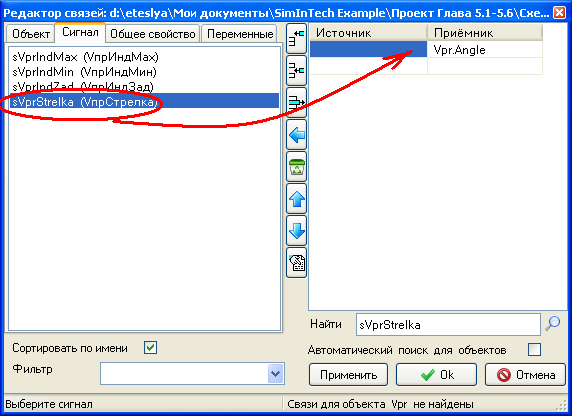 Редактор связей: d:\eteslya\Мои документы\SimInTech Example\Проект Глава 5.1-5.6\Схе...
Объект Сигнал Общее свойство Переменные
sVprIndMax (VпрИндМах)
sVprIndMin (VпрИндМин)
sVprIndZad (VпрИндЗад)
sVprStrelka (VпрСтрелка)
Источник Приёмник
Vpr.Angle
Найти sVprStrelka
Сортировать по имени
Автоматический поиск для объектов
Фильтр
Применить Ok Отмена
Выберите сигнал Связи для объекта Vpr не найдены